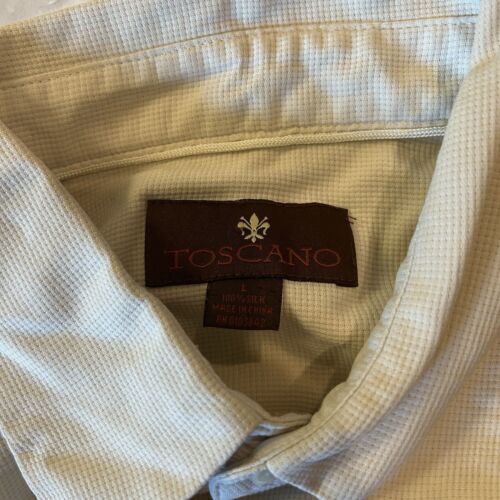 TOSCANO
L
100% SILK
MADE IN CHINA